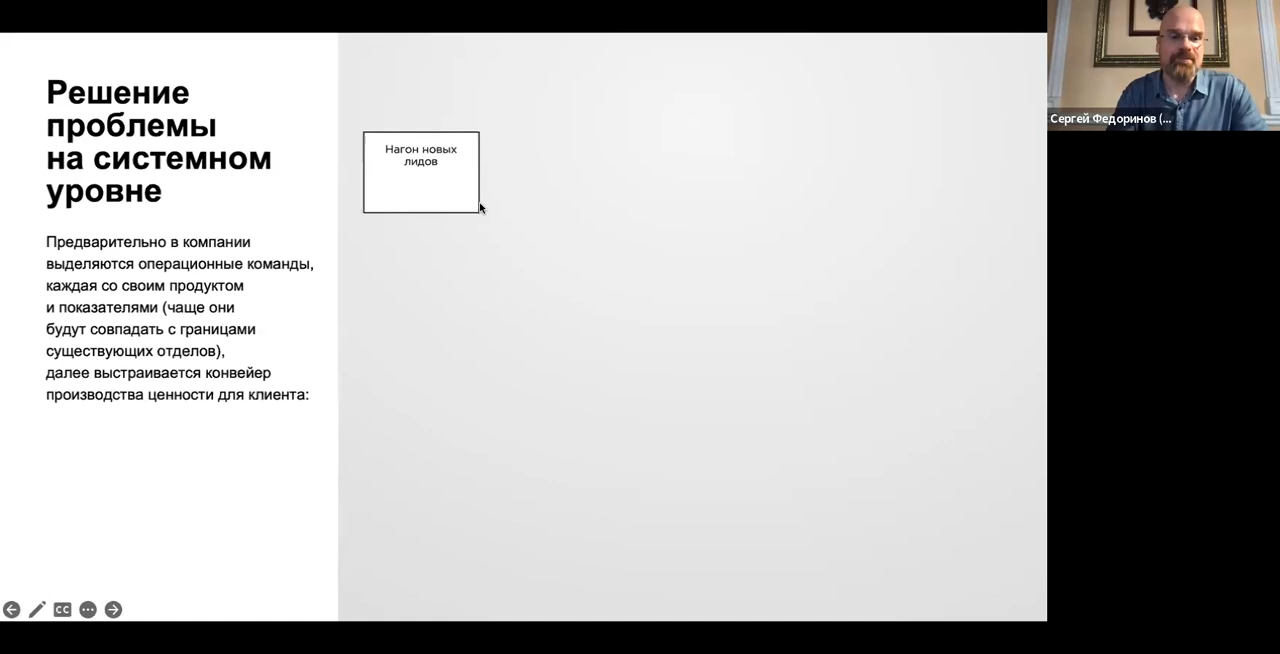 Решение
проблемы
на системном
уровне
Предварительно в компании
выделяются операционные команды,
каждая со своим продуктом
и показателями (чаще они
будут совпадать с границами
существующих отделов),
далее выстраивается конвейер
производства ценности для клиента:
Нагон новых
лидов
Сергей Федоринов (...
CC